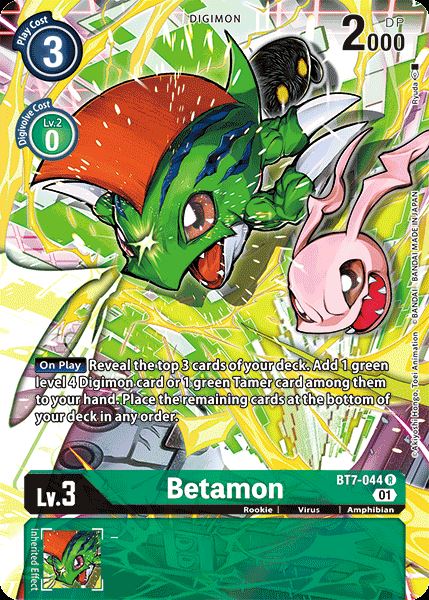 DIGIMON
Play Cost
3
DP
2000
Digivolve Cost
Lv.2
0
Ryuda
©Akiyoshi Hongo, Toei Animation ©BANDAI BANDAI MADE IN JAPAN
On Play Reveal the top 3 cards of your deck. Add 1 green
level 4 Digimon card or 1 green Tamer card among them
to your hand. Place the remaining cards at the bottom of
your deck in any order.
BT7-044 R
Lv.3
Betamon
01
Rookie | Virus | Amphibian
Inherited Effect
–